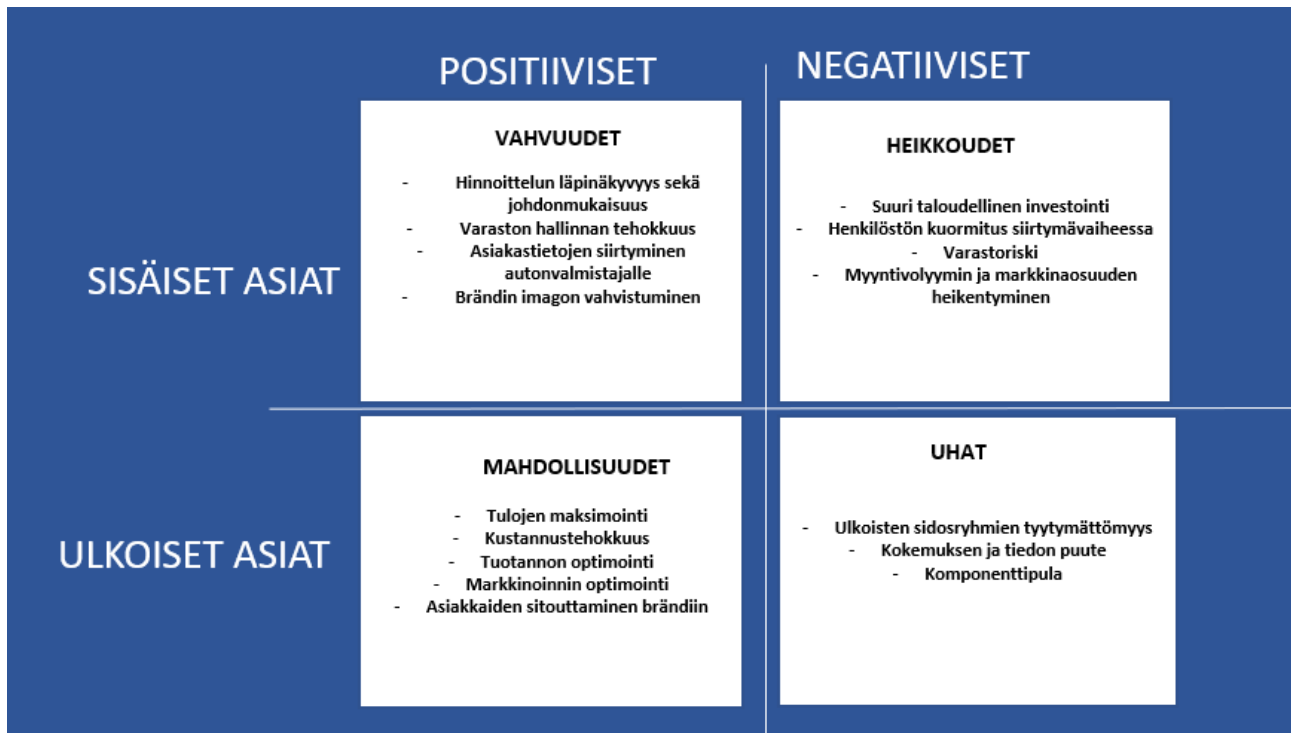 POSITIIVISET
NEGATIIVISET
SISÄISET ASIAT
VAHVUUDET
- Hinnoittelun läpinäkyvyys sekä
johdonmukaisuus
- Varaston hallinnan tehokkuus
- Asiakastietojen siirtyminen
autonvalmistajalle
- Brändin imagon vahvistuminen
HEIKKOUDET
- Suuri taloudellinen investointi
- Henkilöstön kuormitus siirtymävaiheessa
- Varastoriski
- Myyntivolyymin ja markkinaosuuden
heikentyminen
ULKOISET ASIAT
MAHDOLLISUUDET
- Tulojen maksimointi
- Kustannustehokkuus
- Tuotannon optimointi
- Markkinoinnin optimointi
- Asiakkaiden sitouttaminen brändiin
UHAT
- Ulkoisten sidosryhmien tyytymättömyys
- Kokemuksen ja tiedon puute
- Komponenttipula